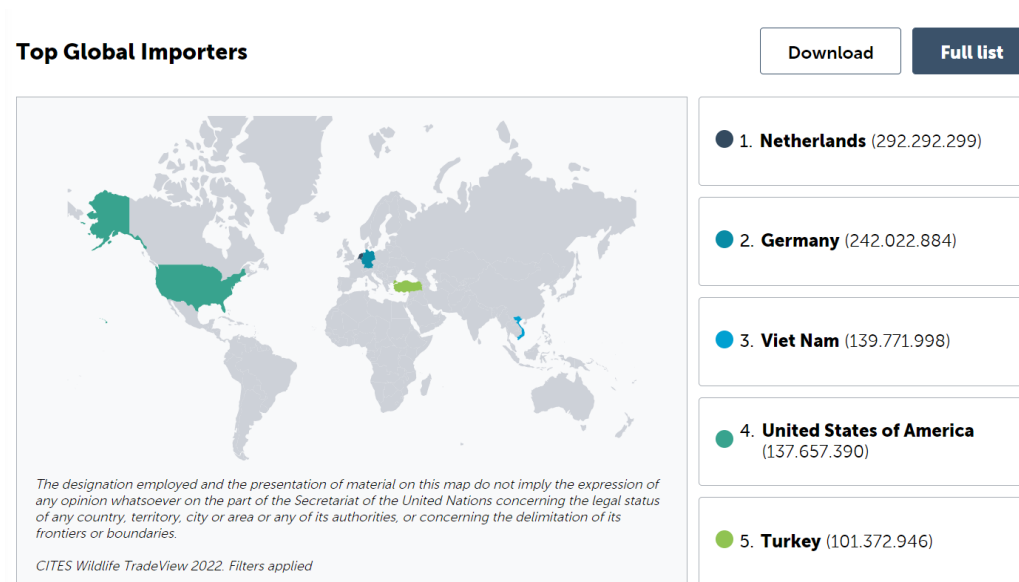 Top Global Importers
Download
Full list
1. Netherlands (292.292.299)
2. Germany (242.022.884)
3. Viet Nam (139.771.998)
4. United States of America
(137.657.390)
5. Turkey (101.372.946)
The designation employed and the presentation of material on this map do not imply the expression of
any opinion whatsoever on the part of the Secretariat of the United Nations concerning the legal status
of any country, territory, city or area or any of its authorities, or concerning the delimitation of its
frontiers or boundaries.
CITES Wildlife TradeView 2022. Filters applied